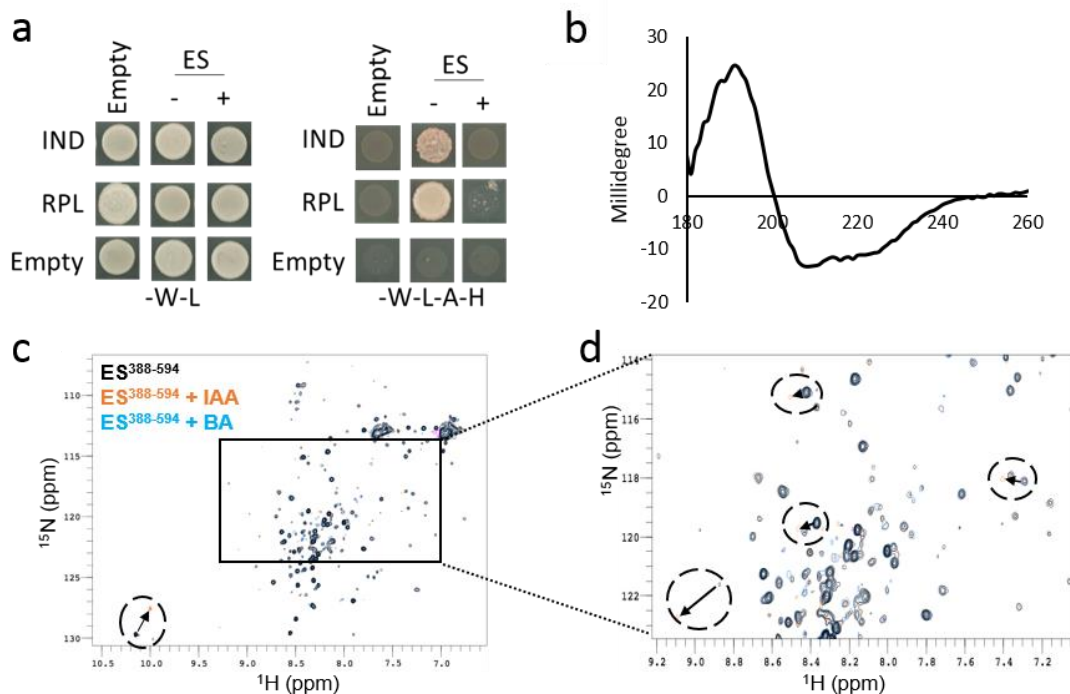 a
Empty
ES
- +
IND
RPL
Empty
-W-L
Empty
ES
- +
IND
RPL
Empty
-W-L-A-H
b
Millidegree
30
20
10
0
-10
-20
180 200 220 240 260
c
ES388-594
ES388-594 + IAA
ES388-594 + BA
15N (ppm)
110
115
120
125
130
10.5 10.0 9.5 9.0 8.5 8.0 7.5 7.0
1H (ppm)
d
15N (ppm)
114
116
118
120
122
9.2 9.0 8.8 8.6 8.4 8.2 8.0 7.8 7.6 7.4 7.2
1H (ppm)